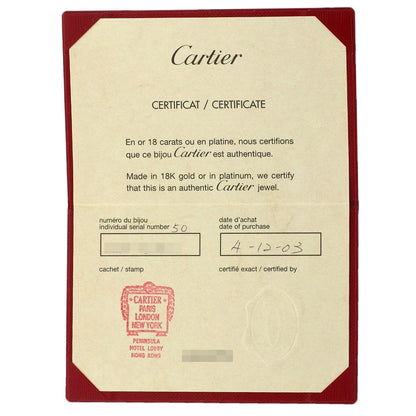 Cartier
CERTIFICAT / CERTIFICATE
En or 18 carats ou en platine, nous certifions
que ce bijou Cartier est authentique.
Made in 18K gold or in platinum, we certify
that this is an authentic Cartier jewel.
numéro du bijou
individual serial number 50
date d'achat
date of purchase
4-12-03
cachet / stamp
certifié exact / certified by
CARTIER
PARIS
LONDON
NEW YORK
PENINSULA
HOTEL LOBBY
HONG KONG